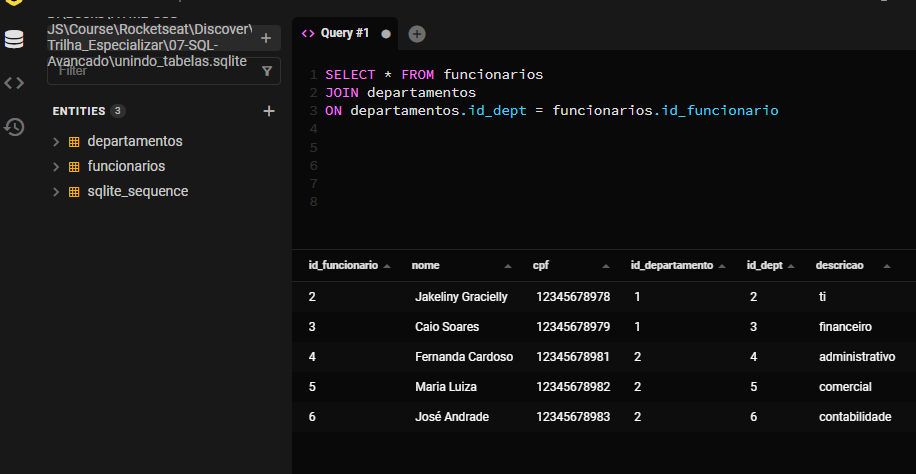 JS\Course\Rocketseat\Discover\
Trilha_Especializar\07-SQL-
Avancado\unindo_tabelas.sqlite
Filter
ENTITIES 3
departamentos
funcionarios
sqlite_sequence
Query #1
1 SELECT * FROM funcionarios
2 JOIN departamentos
3 ON departamentos.id_dept = funcionarios.id_funcionario
4
5
6
7
8
id_funcionario nome cpf id_departamento id_dept descricao
2 Jakeliny Gracielly 12345678978 1 2 ti
3 Caio Soares 12345678979 1 3 financeiro
4 Fernanda Cardoso 12345678981 2 4 administrativo
5 Maria Luiza 12345678982 2 5 comercial
6 José Andrade 12345678983 2 6 contabilidade